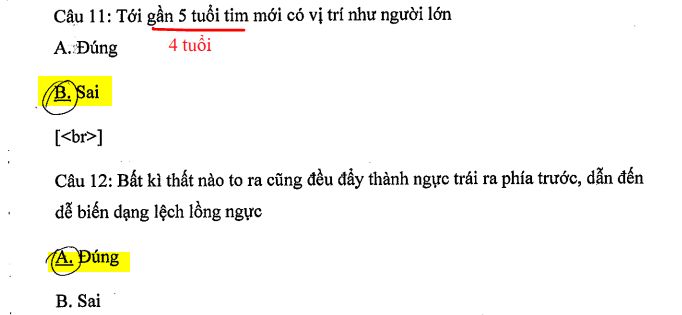 Câu 11: Tới gần 5 tuổi tim mới có vị trí như người lớn
A. Đúng
4 tuổi
B. Sai
[<br>]
Câu 12: Bất kì thất nào to ra cũng đều đẩy thành ngực trái ra phía trước, dẫn đến
dễ biến dạng lệch lồng ngực
A. Đúng
B. Sai